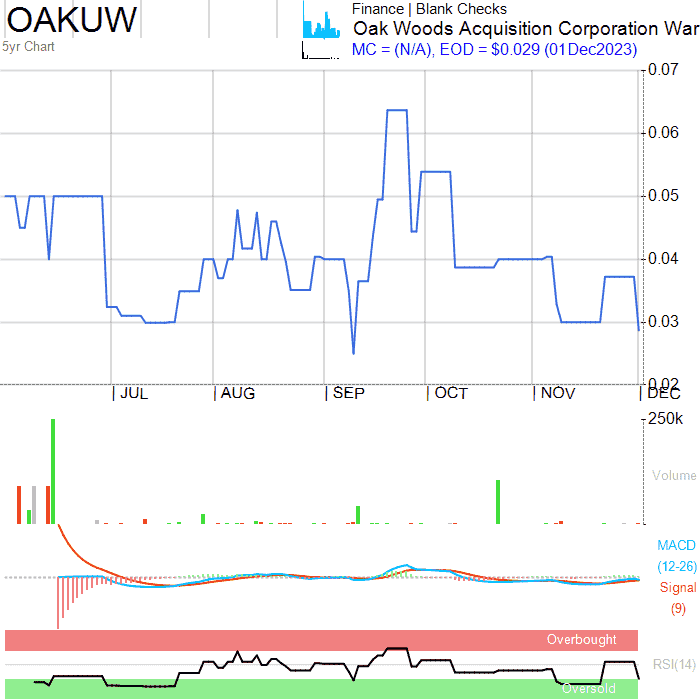 OAKUW
5yr Chart
Finance | Blank Checks
Oak Woods Acquisition Corporation War
MC = (N/A), EOD = $0.029 (01Dec2023)
0.07
0.06
0.05
0.04
0.03
0.02
JUL AUG SEP OCT NOV DEC
250k
Volume
MACD
(12-26)
Signal
(9)
Overbought
RSI(14)
Oversold